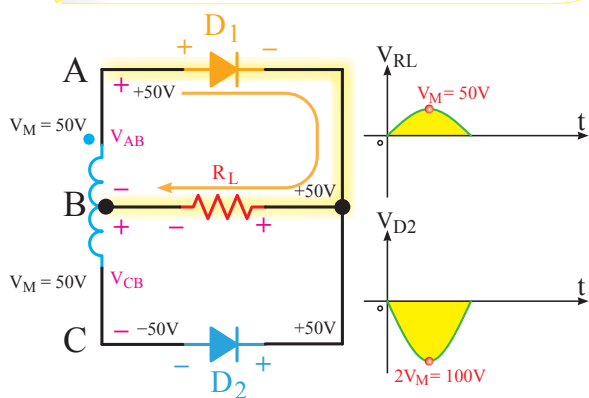 D1
+ −
A
+ +50V
VM = 50V
VAB
RL
− +50V
B
+ − +
VM = 50V
VCB
C
− −50V +50V
− +
D2
VRL
VM = 50V
t
o
VD2
t
o
2VM = 100V